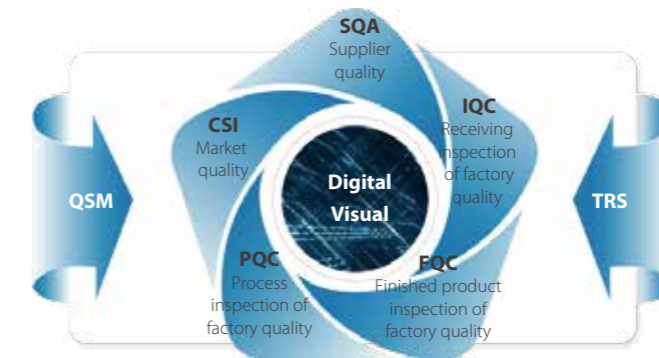 SQA
Supplier
quality
IQC
Receiving
inspection
of factory
quality
CSI
Market
quality
Digital
Visual
QSM
TRS
PQC
Process
inspection of
factory quality
FQC
Finished product
inspection of
factory quality